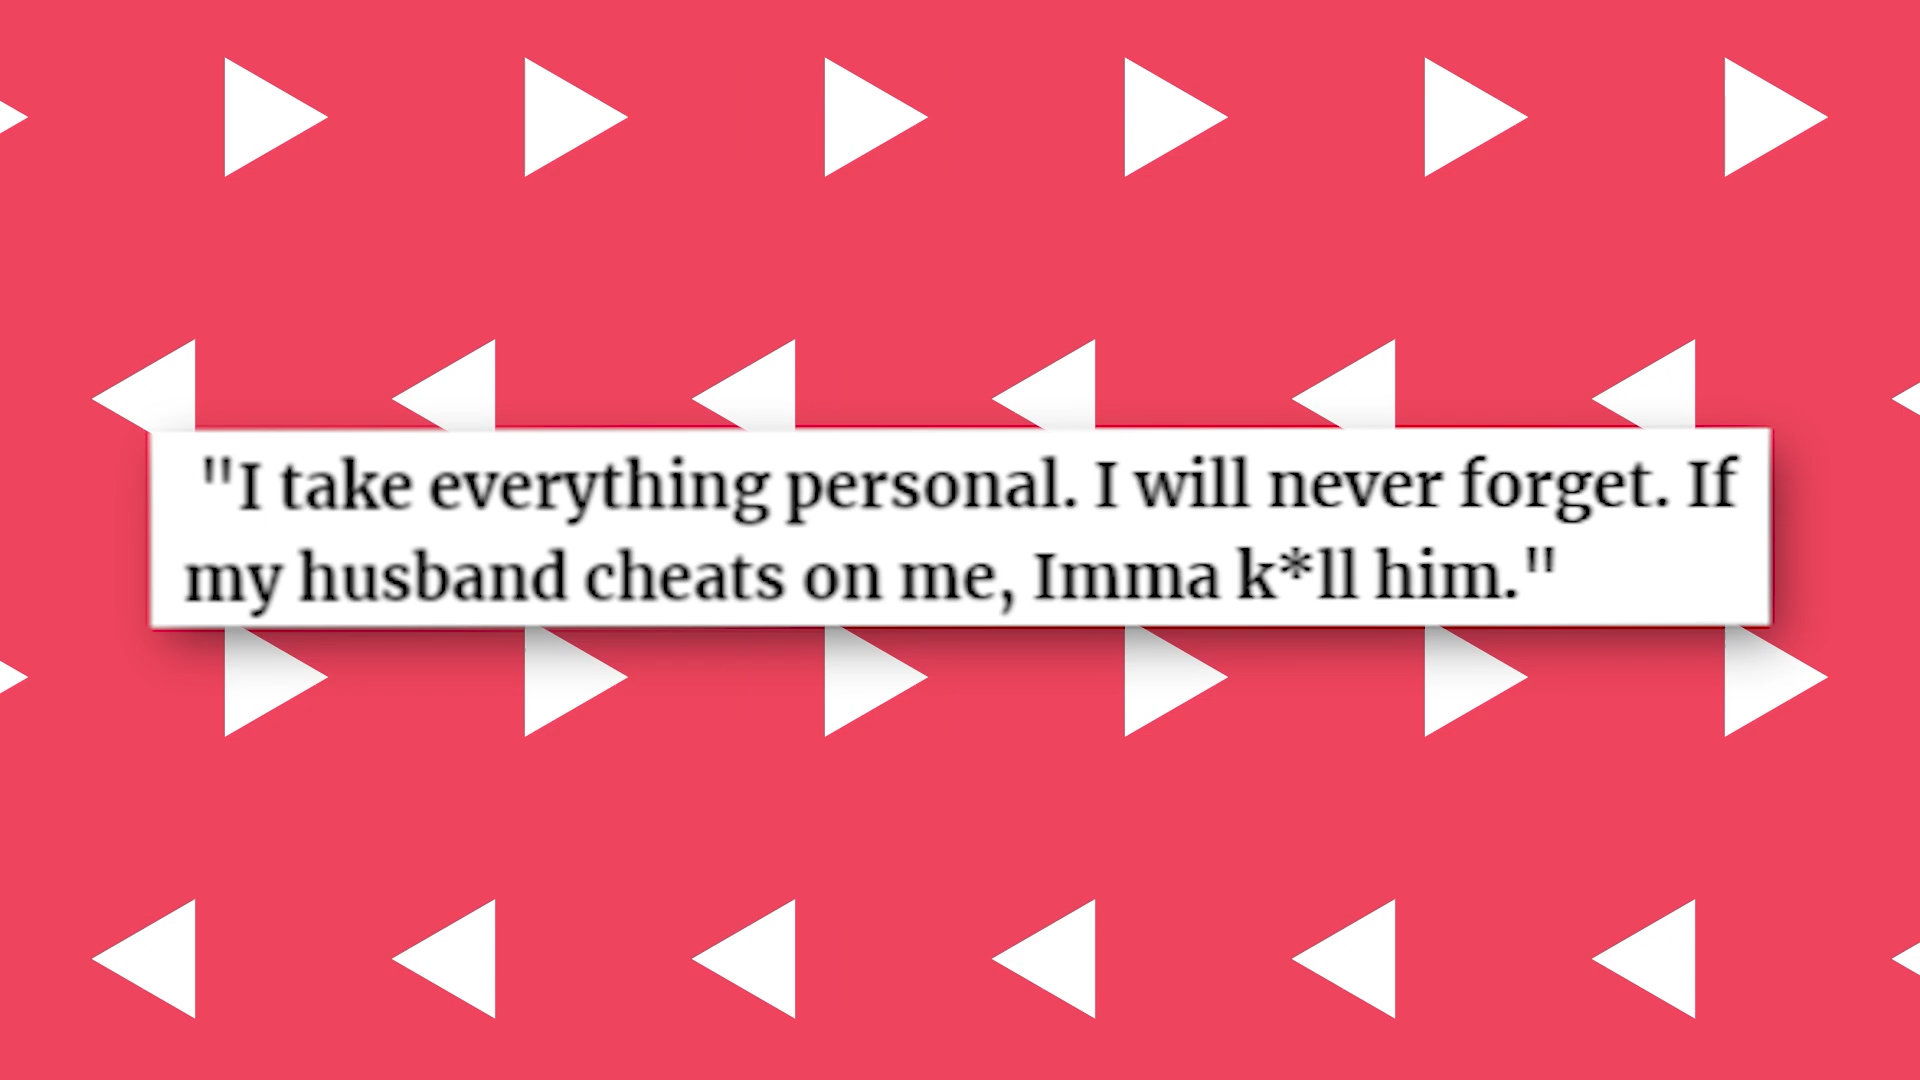 "I take everything personal. I will never forget. If
my husband cheats on me, Imma k*ll him."